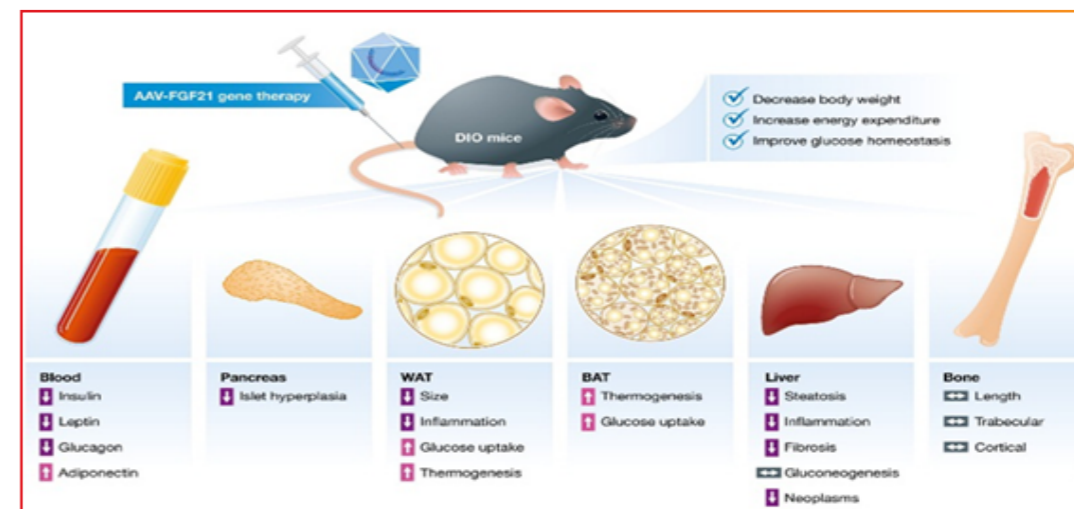 AAV-FGF21 gene therapy
DIO mice
Decrease body weight
Increase energy expenditure
Improve glucose homeostasis
Blood
Insulin
Leptin
Glucagon
Adiponectin
Pancreas
Islet hyperplasia
WAT
Size
Inflammation
Glucose uptake
Thermogenesis
BAT
Thermogenesis
Glucose uptake
Liver
Steatosis
Inflammation
Fibrosis
Gluconeogenesis
Neoplasms
Bone
Length
Trabecular
Cortical